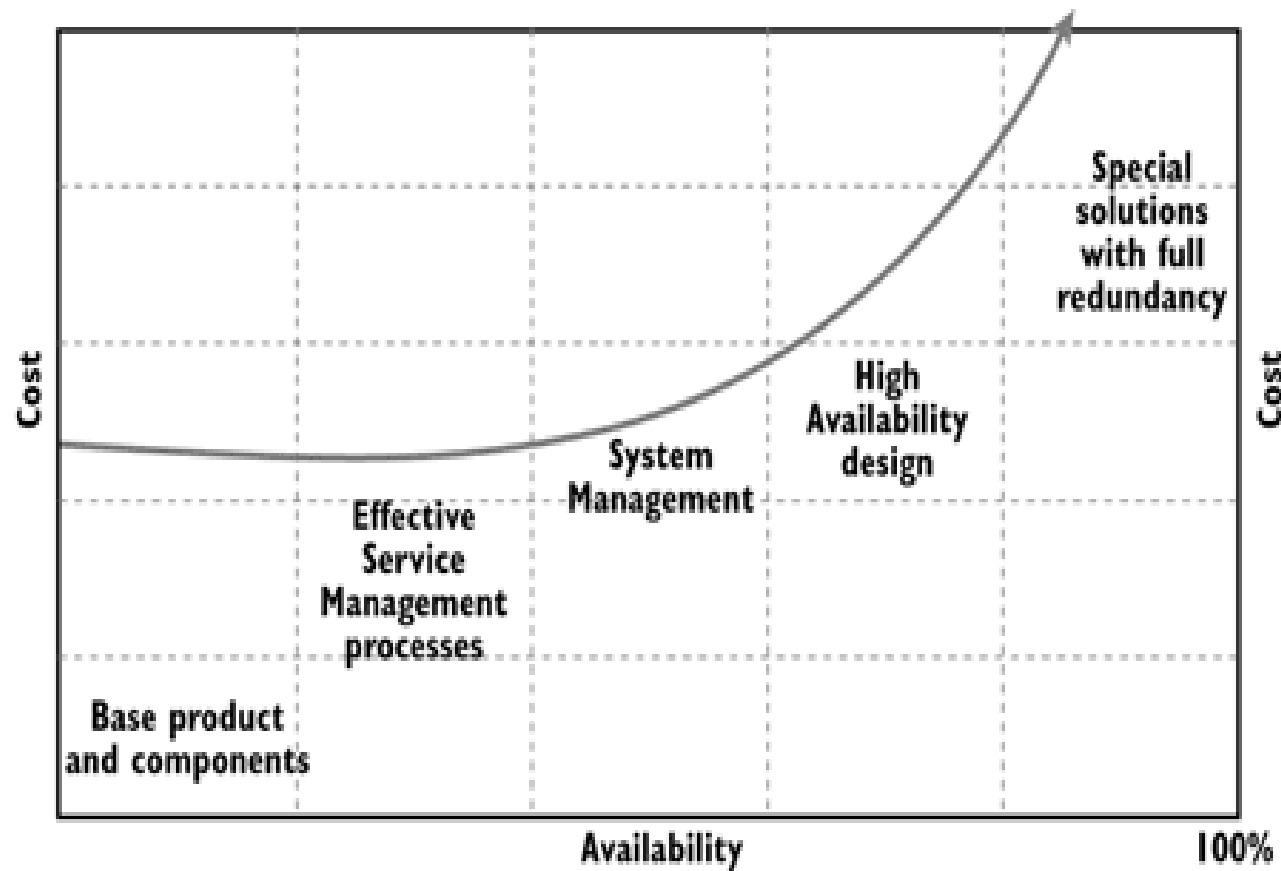 Special
solutions
with full
redundancy
Cost
Cost
High
Availability
design
System
Management
Effective
Service
Management
processes
Base product
and components
Availability
100%